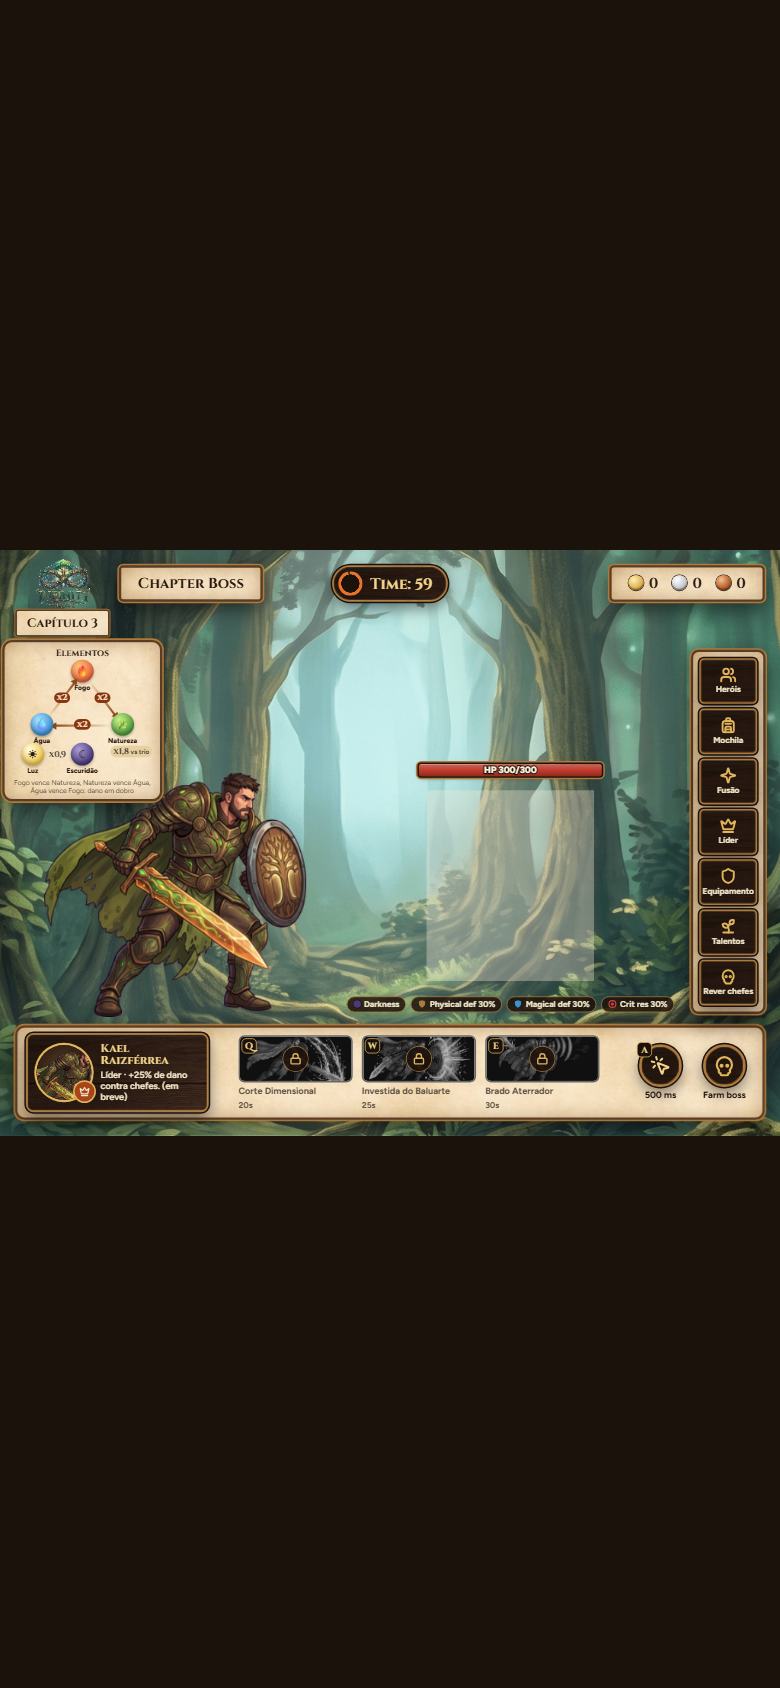 TRINITY
CHAPTER BOSS
TIME: 59
0
0
0
CAPÍTULO 3
ELEMENTOS
Fogo
x2
x2
x2
Água
Natureza
x0,9
x1,8 vs trio
Luz
Escuridão
Fogo vence Natureza, Natureza vence Água,
Água vence Fogo: dano em dobro
HP 300/300
Heróis
Mochila
Fusão
Líder
Equipamento
Talentos
Rever chefes
Darkness
Physical def 30%
Magical def 30%
Crit res 30%
KAEL
RAIZFÉRREA
Líder · +25% de dano
contra chefes. (em
breve)
Q
Corte Dimensional
20s
W
Investida do Baluarte
25s
E
Brado Aterrador
30s
A
500 ms
Farm boss